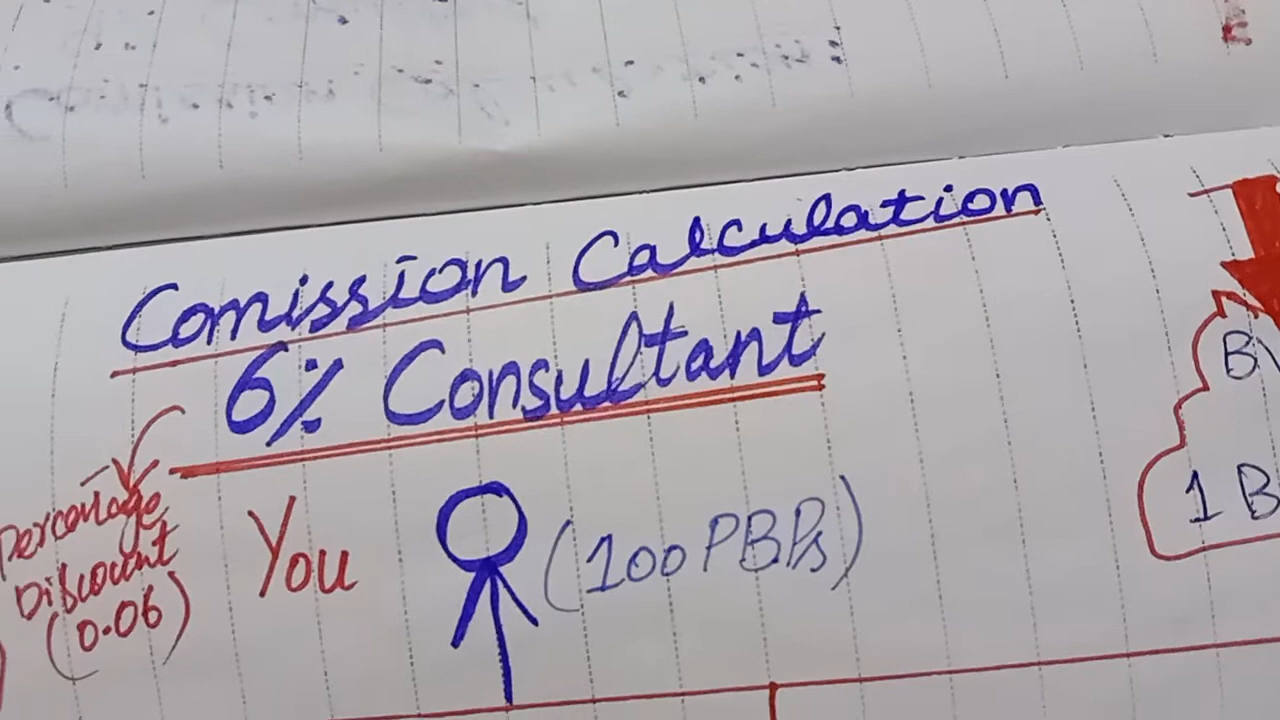 Comission Calculation
6% Consultant
Percentage
Discount
(0.06)
You
(100 PBPs)
BV
1 B